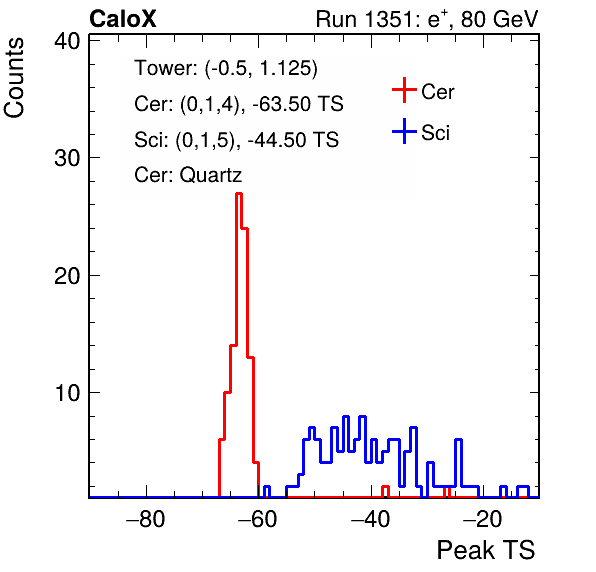 CaloX Run 1351: e⁺, 80 GeV
Counts
40
30
20
10
Tower: (-0.5, 1.125)
Cer: (0,1,4), -63.50 TS
Sci: (0,1,5), -44.50 TS
Cer: Quartz
Cer
Sci
−80 −60 −40 −20
Peak TS